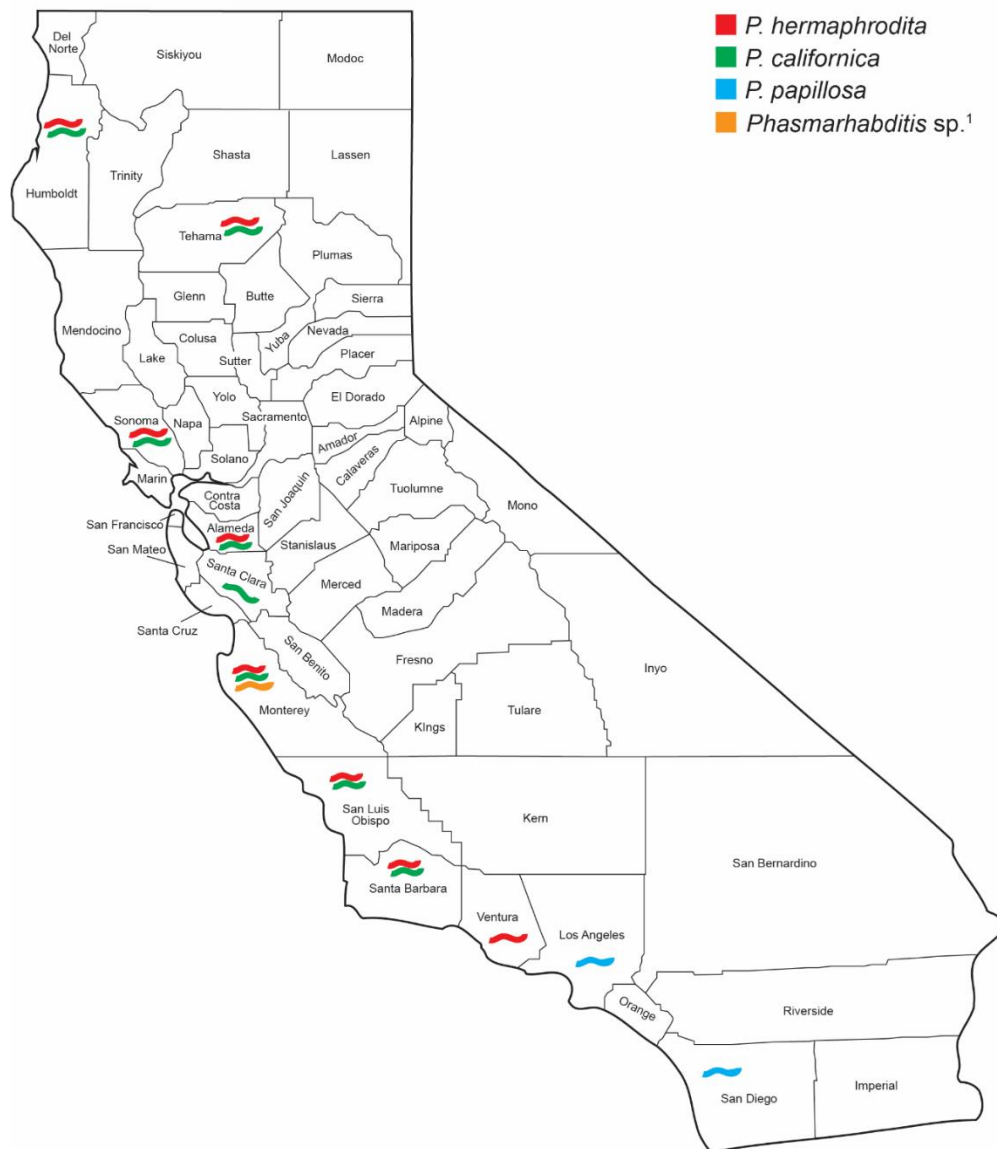 P. hermaphrodita
P. californica
P. papillosa
Phasmarhabditis sp.¹
Del
Norte
Siskiyou
Modoc
Humboldt
Trinity
Shasta
Lassen
Tehama
Plumas
Mendocino
Glenn
Butte
Sierra
Lake
Colusa
Sutter
Yuba
Nevada
Placer
Sonoma
Napa
Yolo
Sacramento
El Dorado
Alpine
Marin
Solano
Amador
Calaveras
Contra
Costa
San Joaquin
Tuolumne
Mono
San Francisco
Alameda
Stanislaus
Mariposa
San Mateo
Santa Clara
Merced
Madera
Santa Cruz
San Benito
Fresno
Inyo
Monterey
KIngs
Tulare
San Luis
Obispo
Kern
San Bernardino
Santa Barbara
Ventura
Los Angeles
Orange
Riverside
San Diego
Imperial